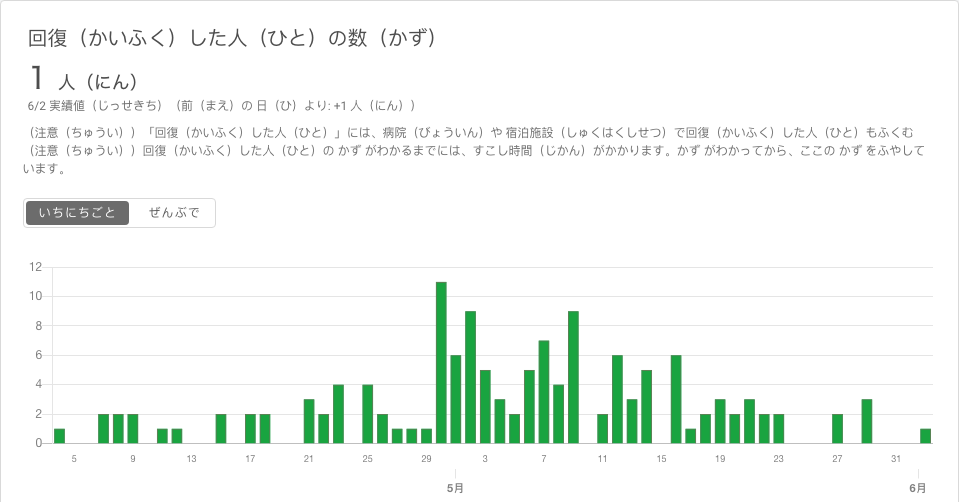 回復（かいふく）した人（ひと）の数（かず）
1 人（にん）
6/2 実績値（じっせきち）（前（まえ）の 日（ひ）より: +1 人（にん））
（注意（ちゅうい））「回復（かいふく）した人（ひと）」には、病院（びょういん）や 宿泊施設（しゅくはくしせつ）で回復（かいふく）した人（ひと）もふくむ
（注意（ちゅうい））回復（かいふく）した人（ひと）の かず がわかるまでには、すこし時間（じかん）がかかります。かず がわかってから、ここの かず をふやして
います。
いちにちごと ぜんぶで
12
10
8
6
4
2
0
5 9 13 17 21 25 29 3 7 11 15 19 23 27 31
5月 6月